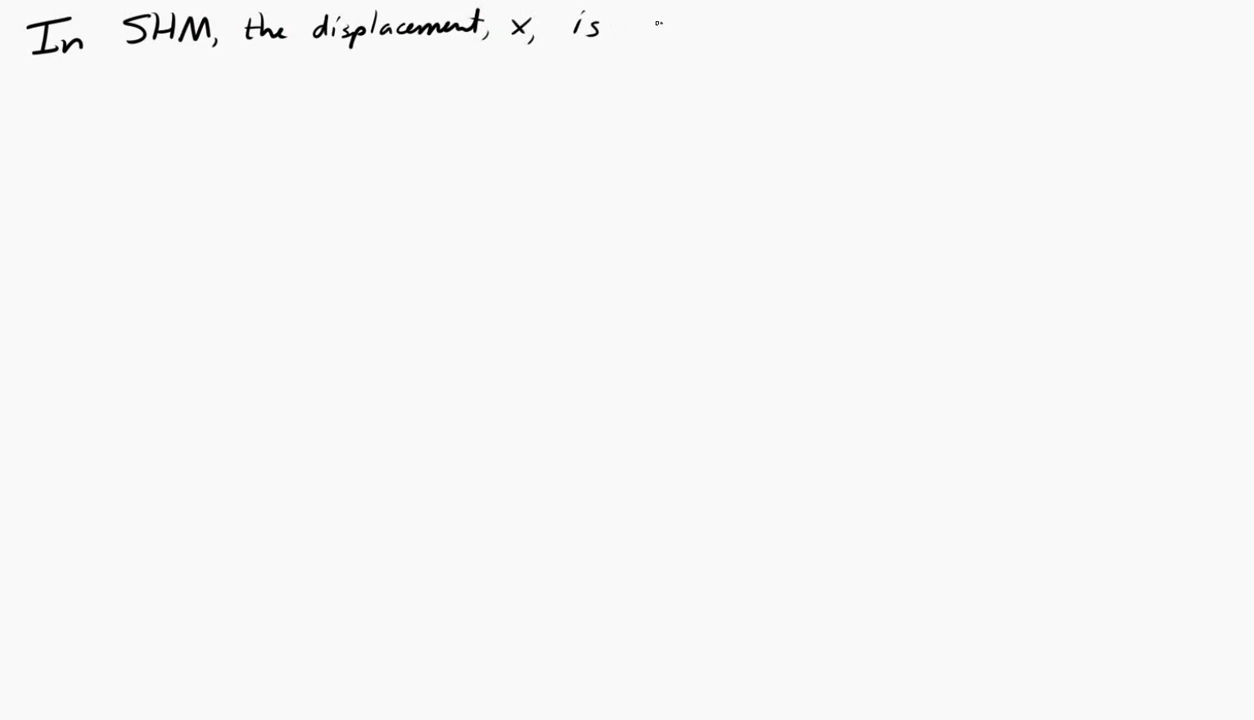 In SHM, the displacement, x, is